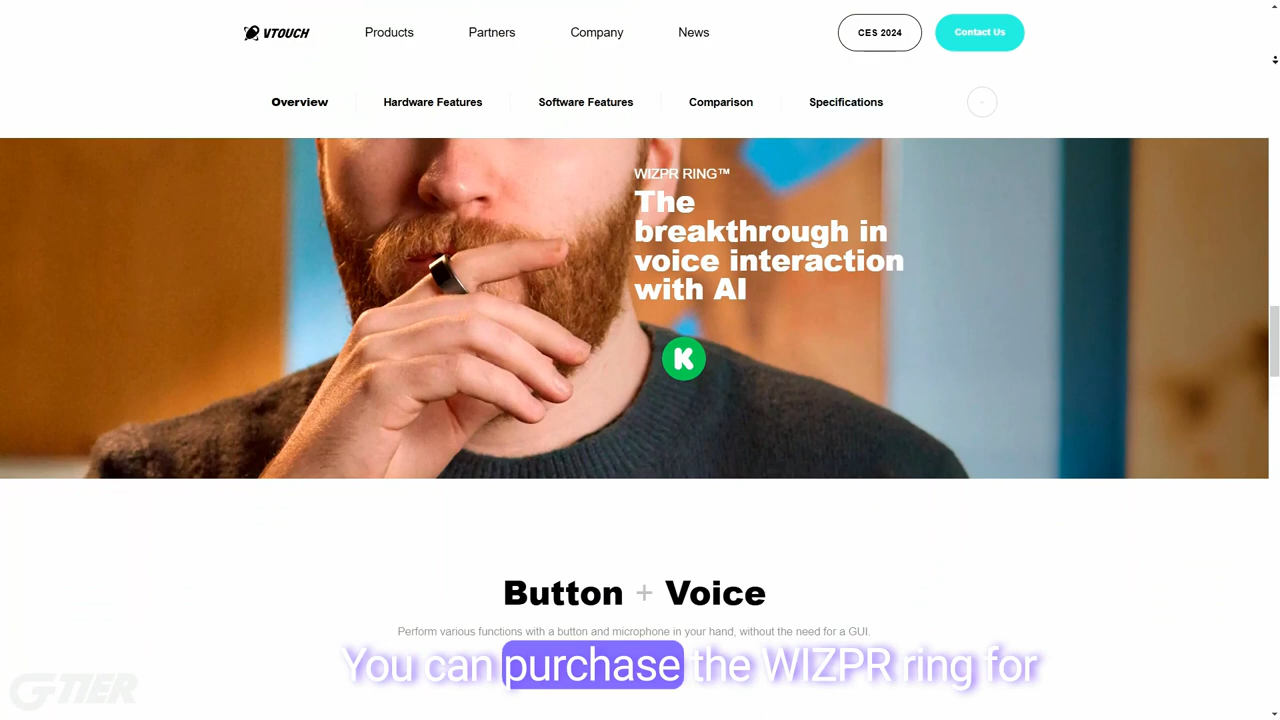 VTOUCH
Products
Partners
Company
News
CES 2024
Contact Us
Overview
Hardware Features
Software Features
Comparison
Specifications
WIZPR RING™
The
breakthrough in
voice interaction
with AI
K
Button + Voice
Perform various functions with a button and microphone in your hand, without the need for a GUI.
You can purchase the WIZPR ring for
GTIER